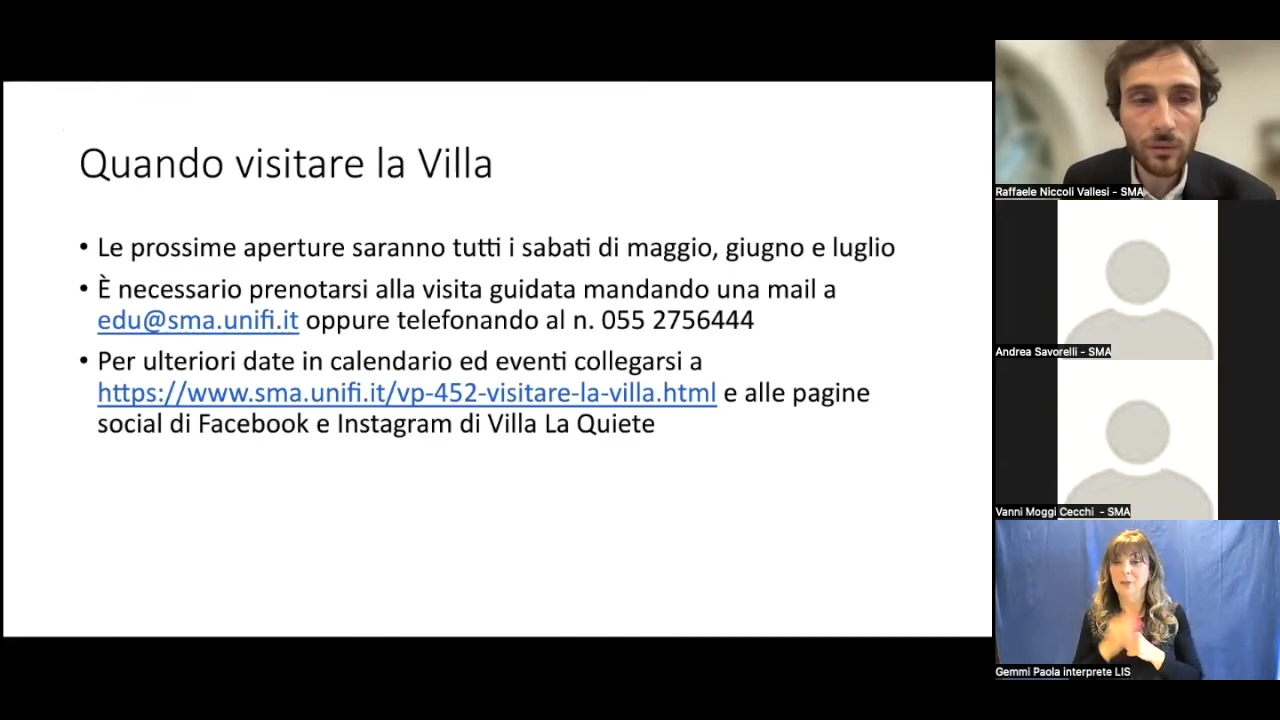 Quando visitare la Villa
• Le prossime aperture saranno tutti i sabati di maggio, giugno e luglio
• È necessario prenotarsi alla visita guidata mandando una mail a
edu@sma.unifi.it oppure telefonando al n. 055 2756444
• Per ulteriori date in calendario ed eventi collegarsi a
https://www.sma.unifi.it/vp-452-visitare-la-villa.html e alle pagine
social di Facebook e Instagram di Villa La Quiete
Raffaele Niccoli Vallesi - SMA
Andrea Savorelli - SMA
Vanni Moggi Cecchi - SMA
Gemmi Paola interprete LIS